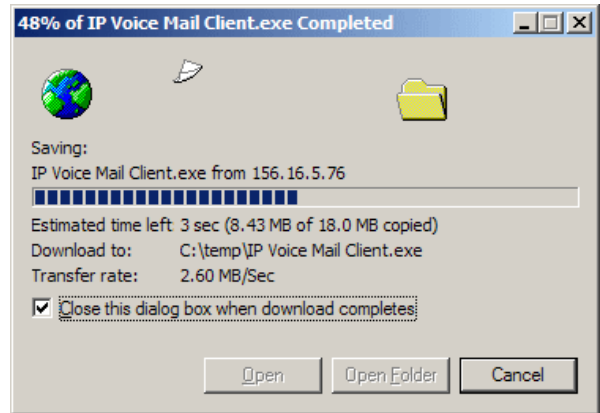 48% of IP Voice Mail Client.exe Completed
Saving:
IP Voice Mail Client.exe from 156.16.5.76
Estimated time left 3 sec (8.43 MB of 18.0 MB copied)
Download to: C:\temp\IP Voice Mail Client.exe
Transfer rate: 2.60 MB/Sec
Close this dialog box when download completes
Open Open Folder Cancel